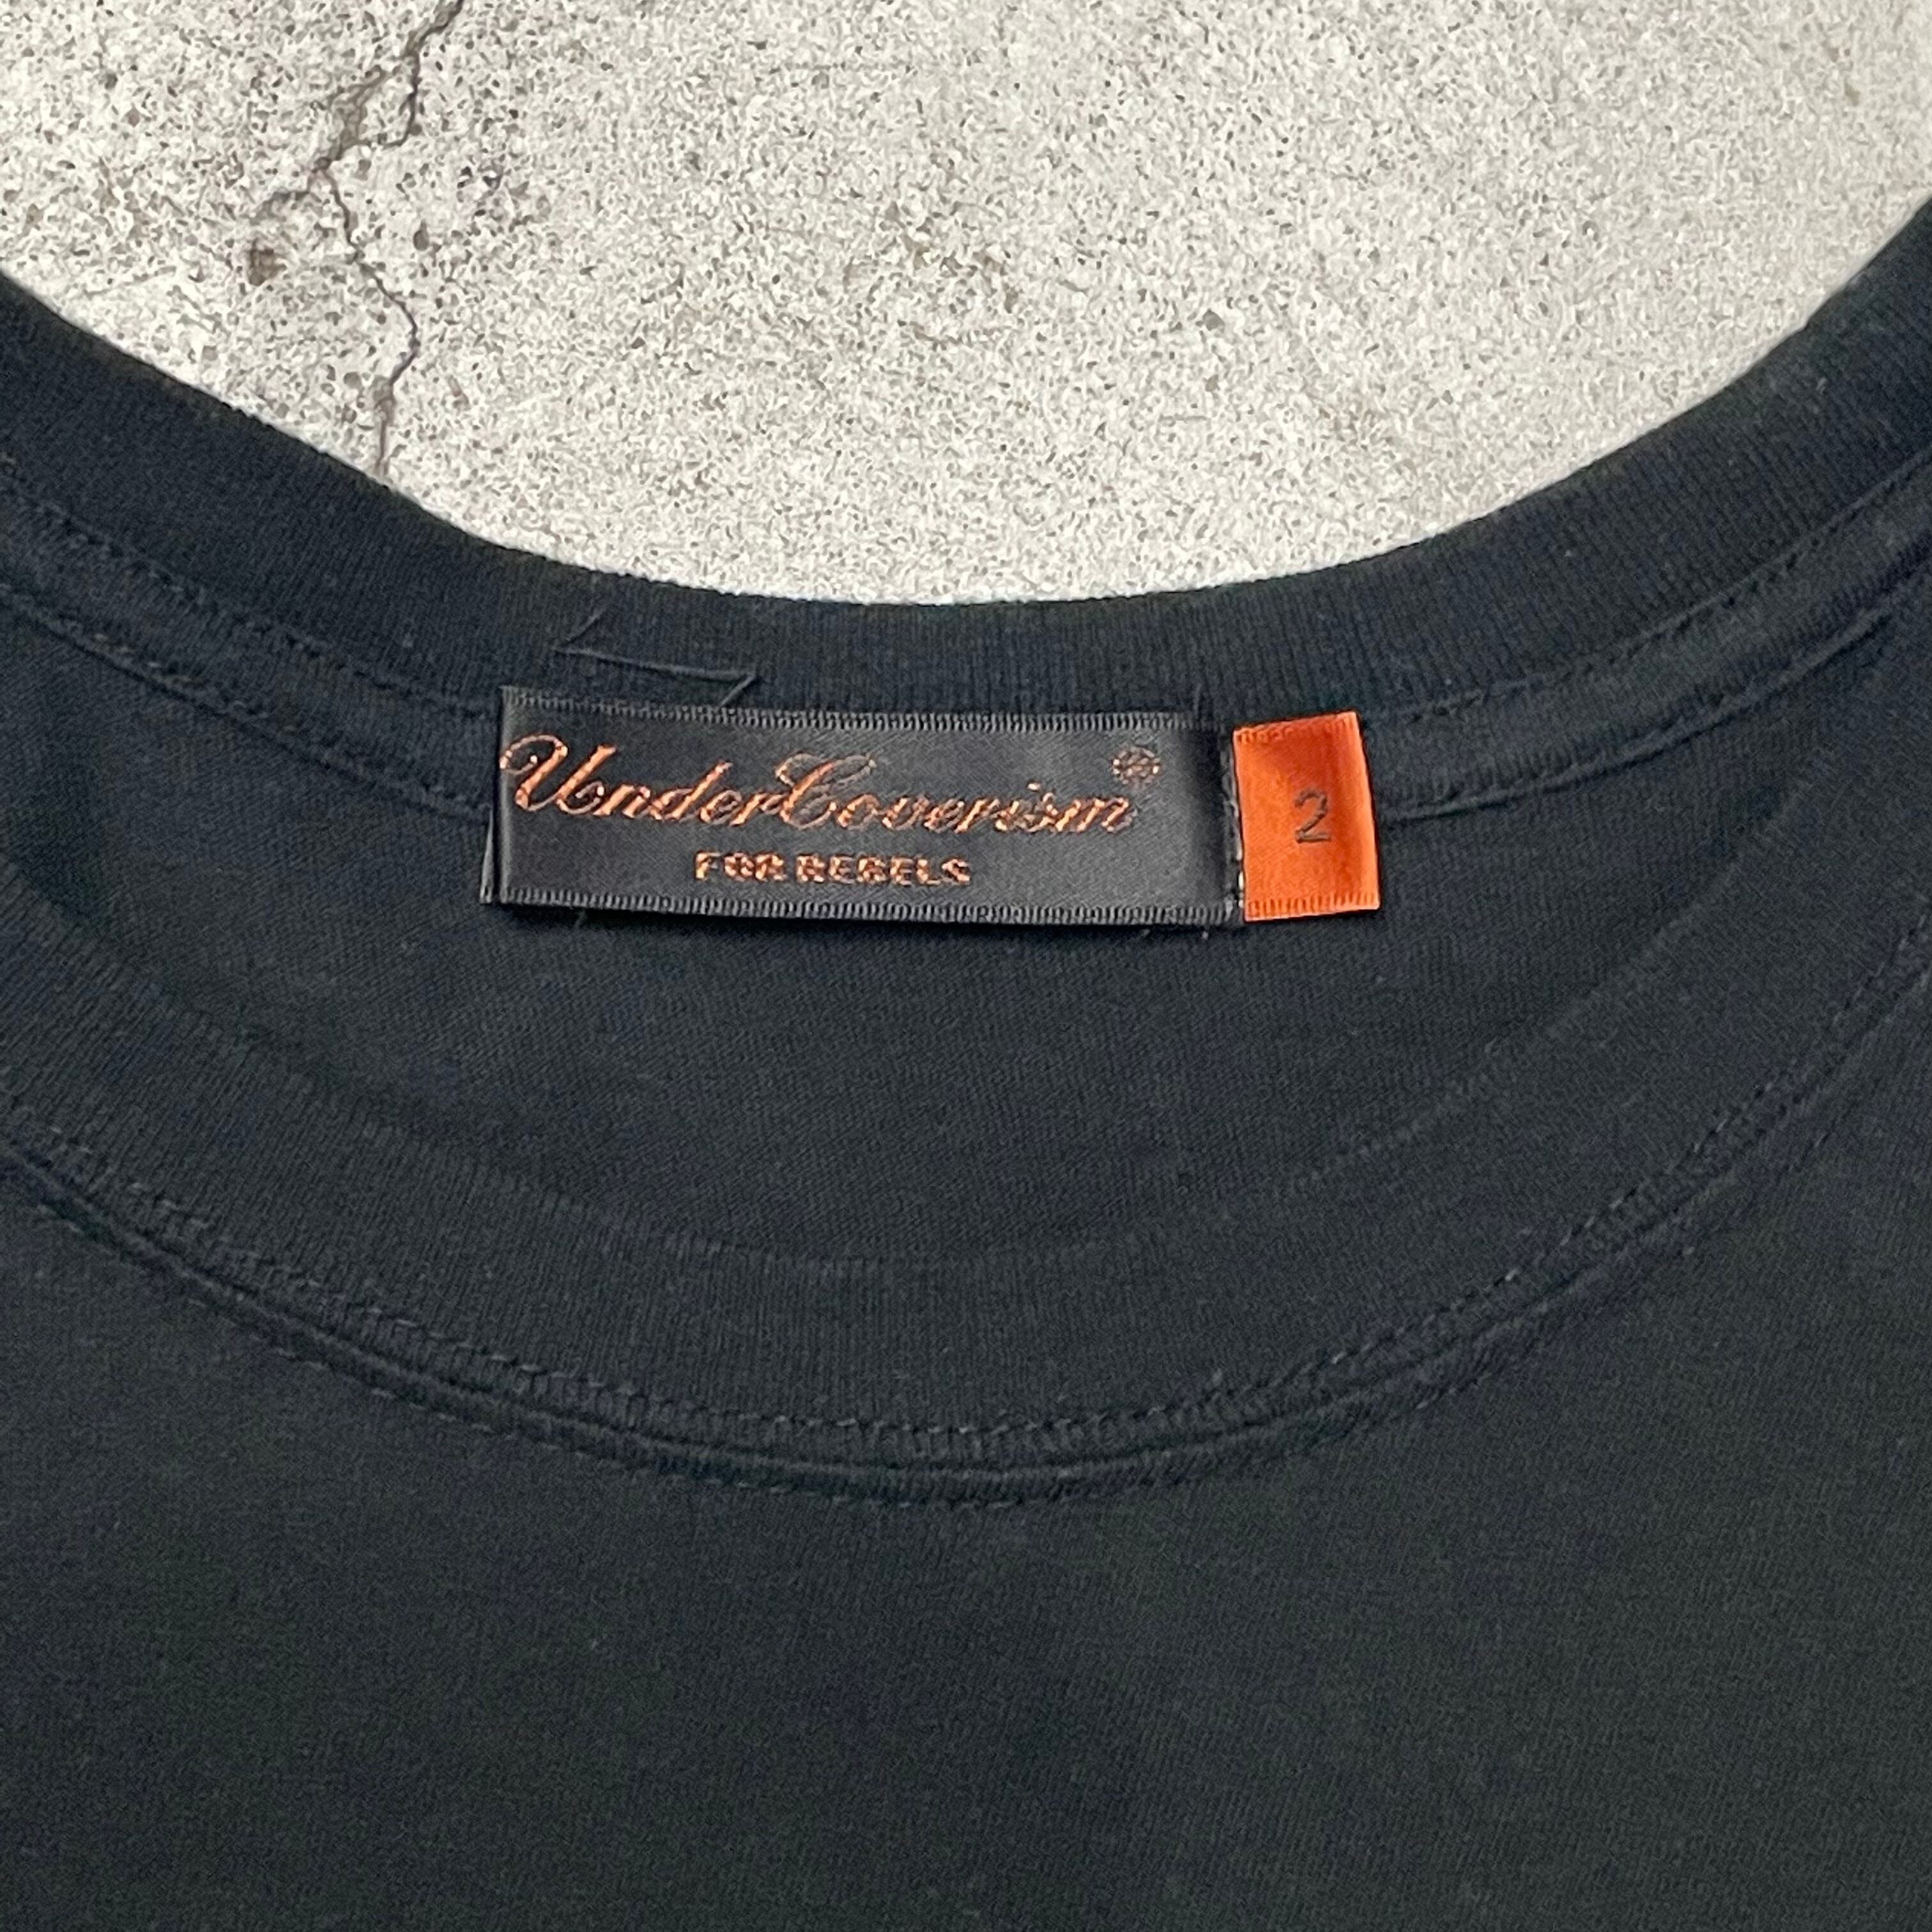 UnderCoverism
FOR REBELS
2